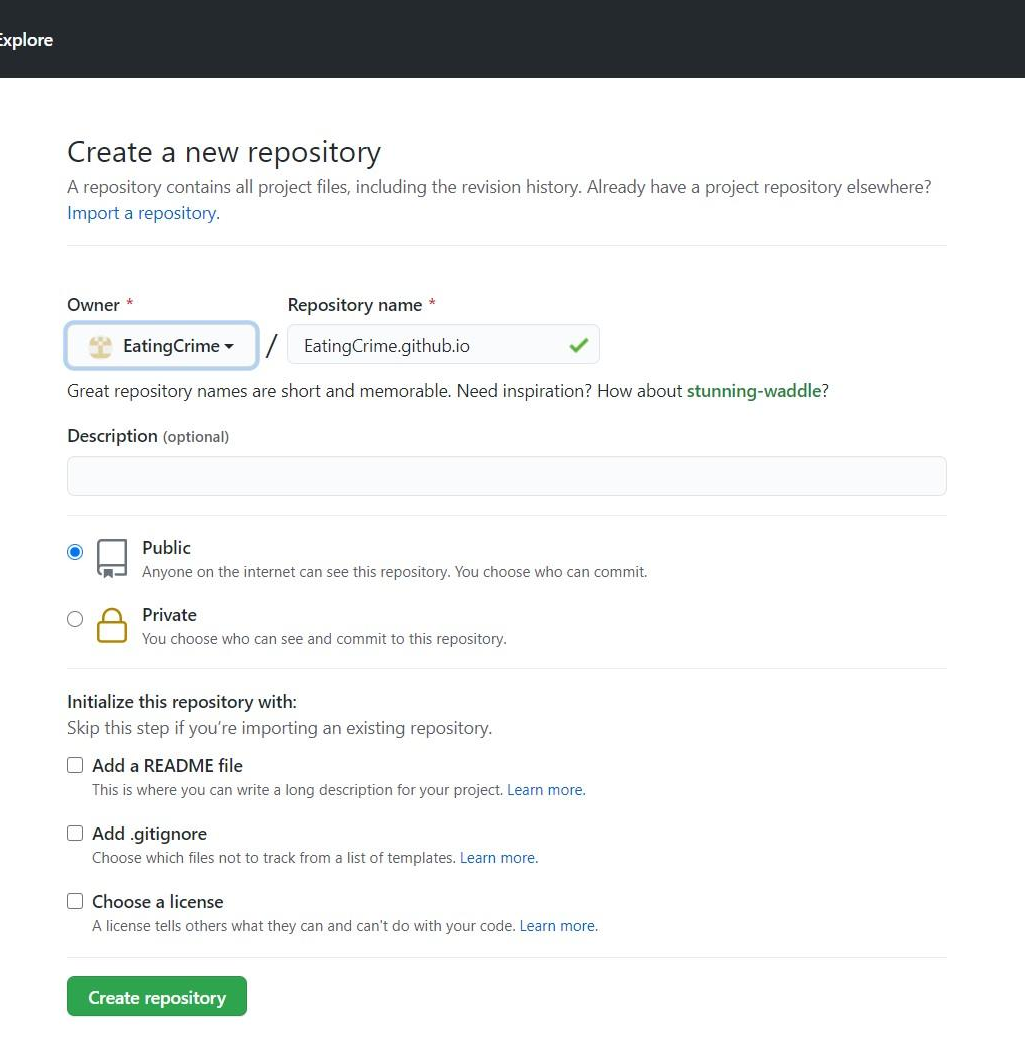 Explore
Create a new repository
A repository contains all project files, including the revision history. Already have a project repository elsewhere?
Import a repository.
Owner * Repository name *
EatingCrime / EatingCrime.github.io
Great repository names are short and memorable. Need inspiration? How about stunning-waddle?
Description (optional)
Public
Anyone on the internet can see this repository. You choose who can commit.
Private
You choose who can see and commit to this repository.
Initialize this repository with:
Skip this step if you’re importing an existing repository.
Add a README file
This is where you can write a long description for your project. Learn more.
Add .gitignore
Choose which files not to track from a list of templates. Learn more.
Choose a license
A license tells others what they can and can't do with your code. Learn more.
Create repository